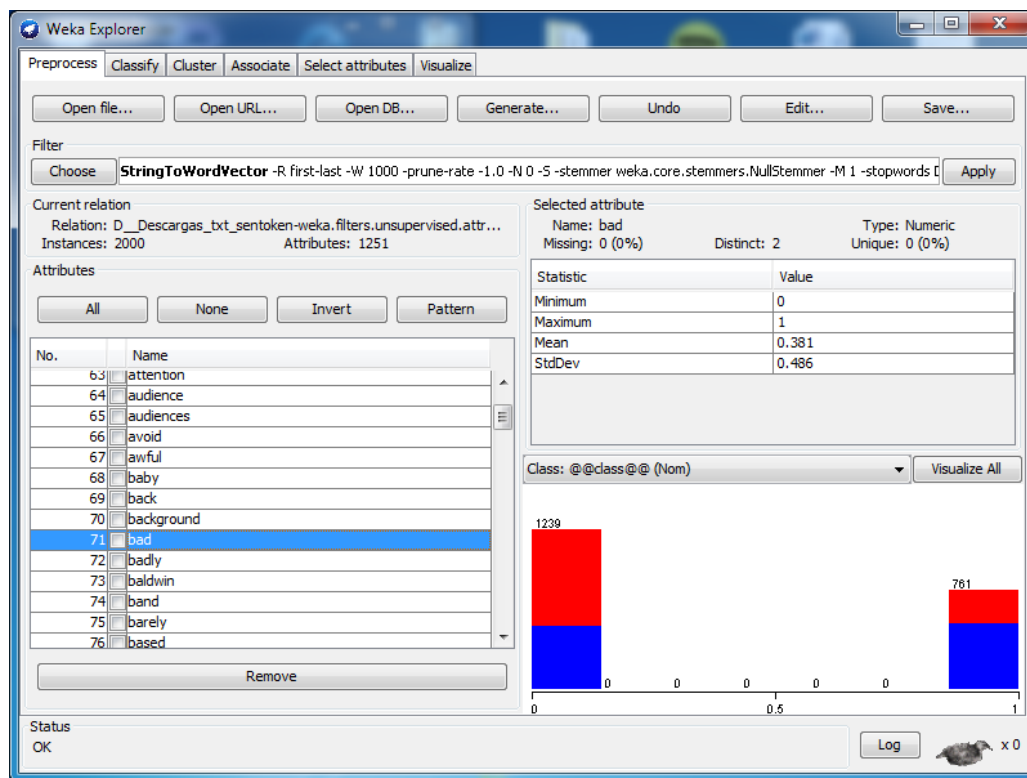 Weka Explorer
Preprocess Classify Cluster Associate Select attributes Visualize
Open file... Open URL... Open DB... Generate... Undo Edit... Save...
Filter
Choose StringToWordVector -R first-last -W 1000 -prune-rate -1.0 -N 0 -S -stemmer weka.core.stemmers.NullStemmer -M 1 -stopwords Apply
Current relation
Relation: D__Descargas_txt_sentoken-weka.filters.unsupervised.attr...
Instances: 2000 Attributes: 1251
Attributes
All None Invert Pattern
No. Name
63 attention
64 audience
65 audiences
66 avoid
67 awful
68 baby
69 back
70 background
71 bad
72 badly
73 baldwin
74 band
75 barely
76 based
Remove
Selected attribute
Name: bad Type: Numeric
Missing: 0 (0%) Distinct: 2 Unique: 0 (0%)
Statistic Value
Minimum 0
Maximum 1
Mean 0.381
StdDev 0.486
Class: @@class@@ (Nom) Visualize All
1239
761
0 0 0 0 0
0 0.5 1
Status
OK
Log x 0